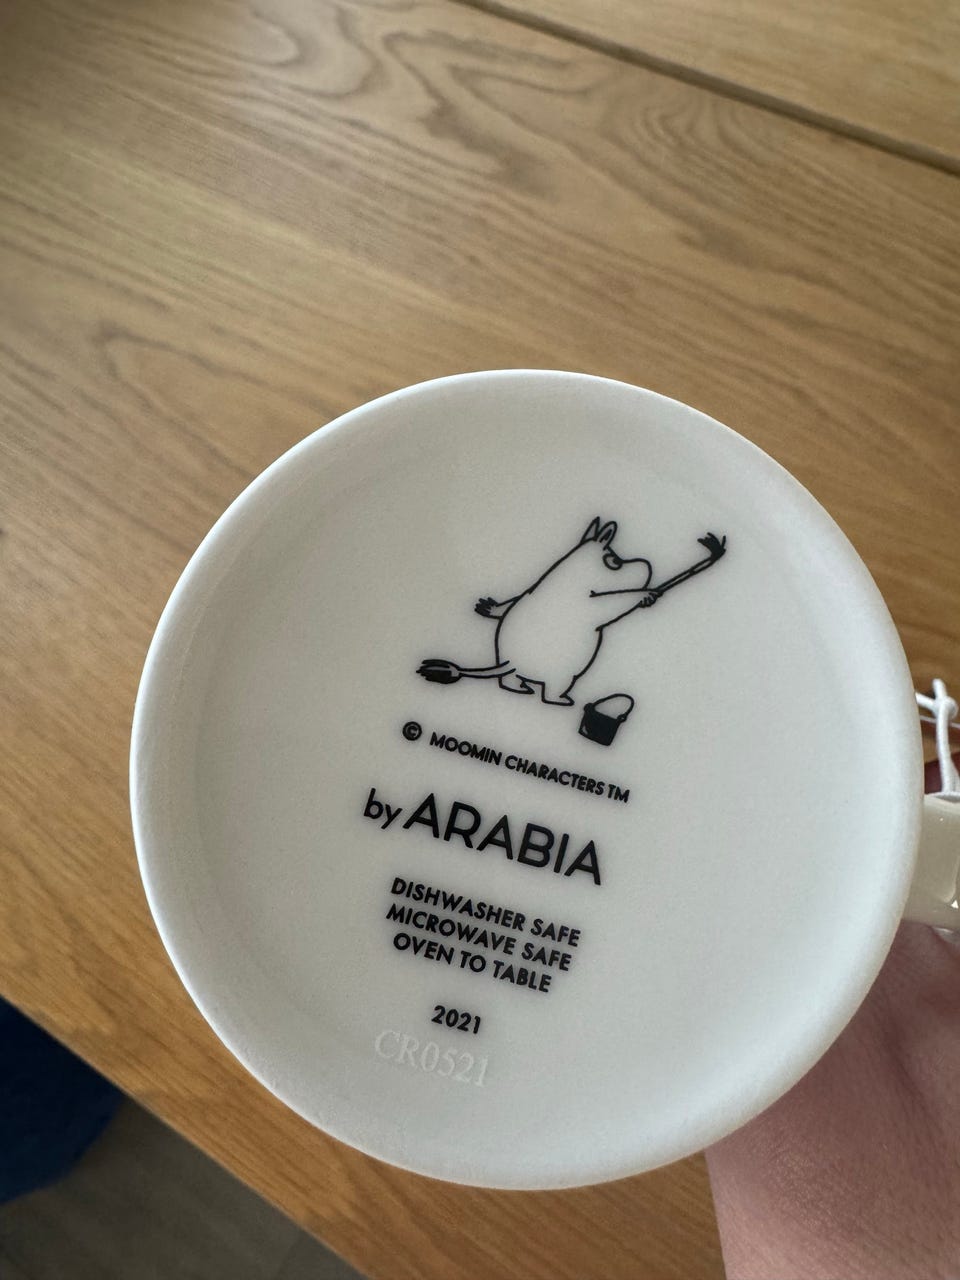 © MOOMIN CHARACTERS TM
by ARABIA
DISHWASHER SAFE
MICROWAVE SAFE
OVEN TO TABLE
2021
CR0521